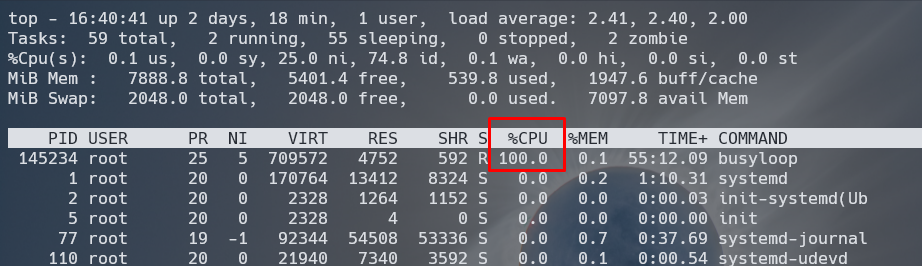 top - 16:40:41 up 2 days, 18 min,  1 user,  load average: 2.41, 2.40, 2.00
Tasks:  59 total,   2 running,  55 sleeping,   0 stopped,   2 zombie
%Cpu(s):  0.1 us,  0.0 sy, 25.0 ni, 74.8 id,  0.1 wa,  0.0 hi,  0.0 si,  0.0 st
MiB Mem :   7888.8 total,   5401.4 free,    539.8 used,   1947.6 buff/cache
MiB Swap:   2048.0 total,   2048.0 free,      0.0 used.   7097.8 avail Mem
    PID USER      PR  NI    VIRT    RES    SHR S  %CPU  %MEM     TIME+ COMMAND
 145234 root      25   5  709572   4752    592 R 100.0   0.1  55:12.09 busyloop
      1 root      20   0  170764  13412   8324 S   0.0   0.2   1:10.31 systemd
      2 root      20   0    2328   1264   1152 S   0.0   0.0   0:00.03 init-systemd(Ub
      5 root      20   0    2328      4      0 S   0.0   0.0   0:00.00 init
     77 root      19  -1   92344  54508  53336 S   0.0   0.7   0:37.69 systemd-journal
    110 root      20   0   21940   7340   3592 S   0.0   0.1   0:00.54 systemd-udevd